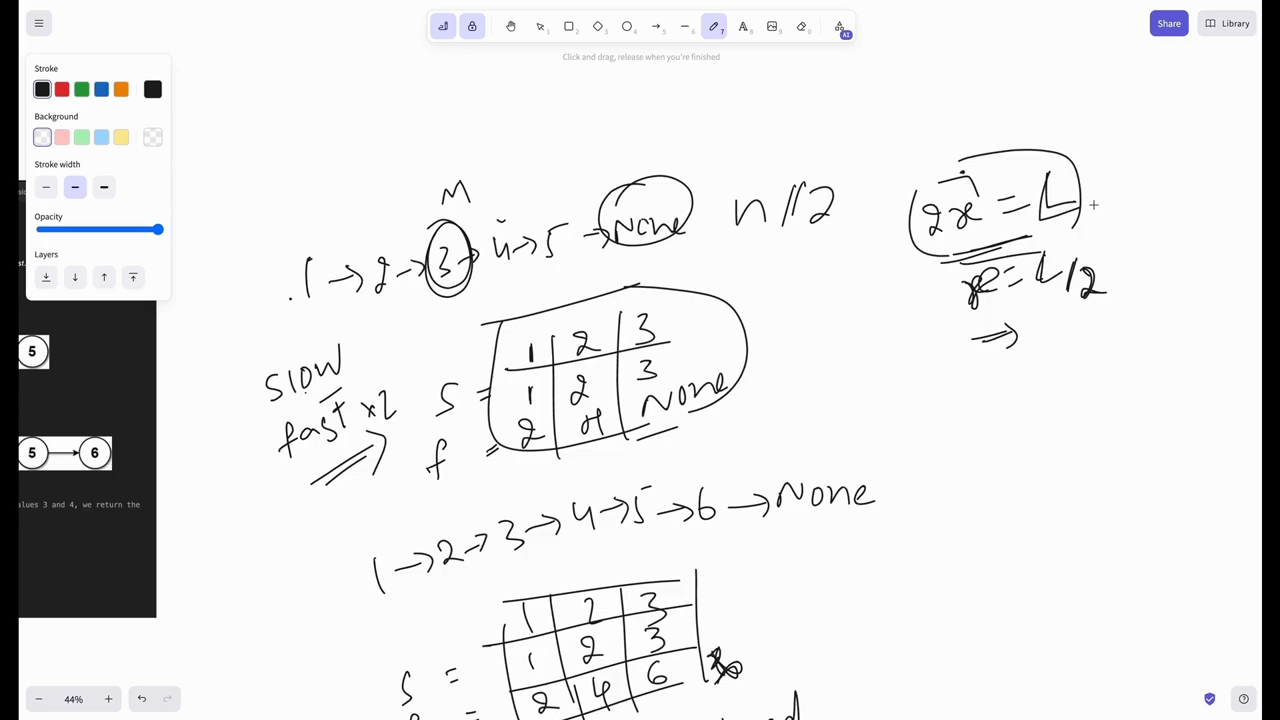 Share
Library
Click and drag, release when you're finished
Stroke
Background
Stroke width
Opacity
Layers
M
1 → 2 → 3 → 4 → 5 → None
n//2
2x = L
x = L/2
⇒
slow
fast x2
1 2 3
S = 1 2 3
f = 2 4 None
1 → 2 → 3 → 4 → 5 → 6 → None
1 2 3
S = 1 2 3
2 4 6
5
5 → 6
alues 3 and 4, we return the
44%